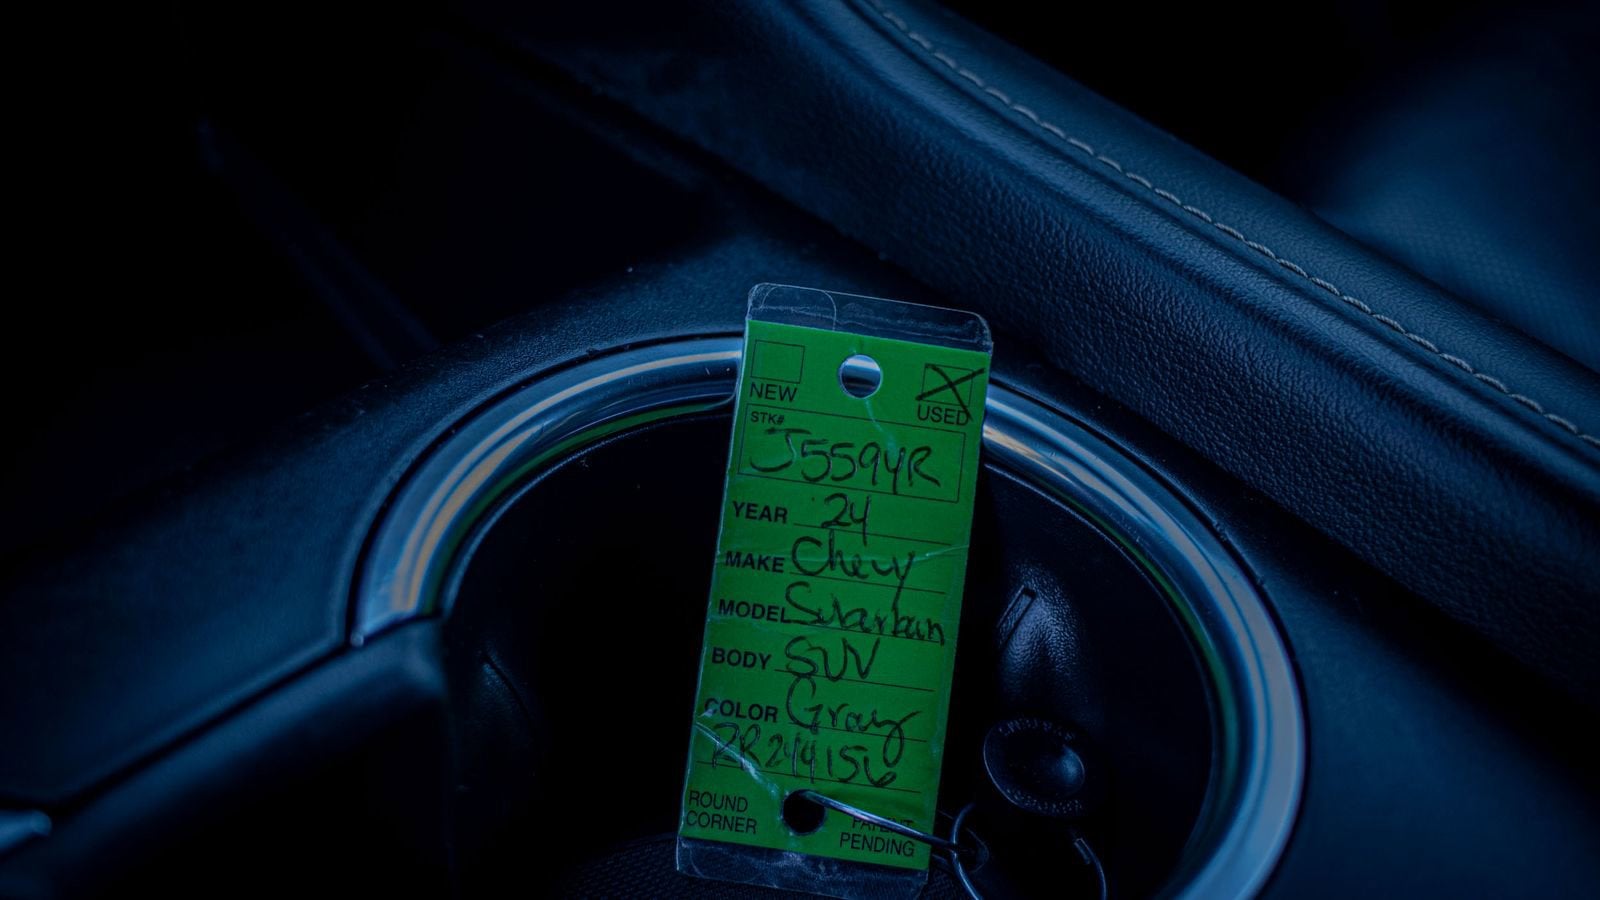 NEW USED
STK#
J5594R
YEAR 24
MAKE Chevy
MODEL Suburban
BODY SUV
COLOR Gray
RR244156
ROUND CORNER
PATENT PENDING